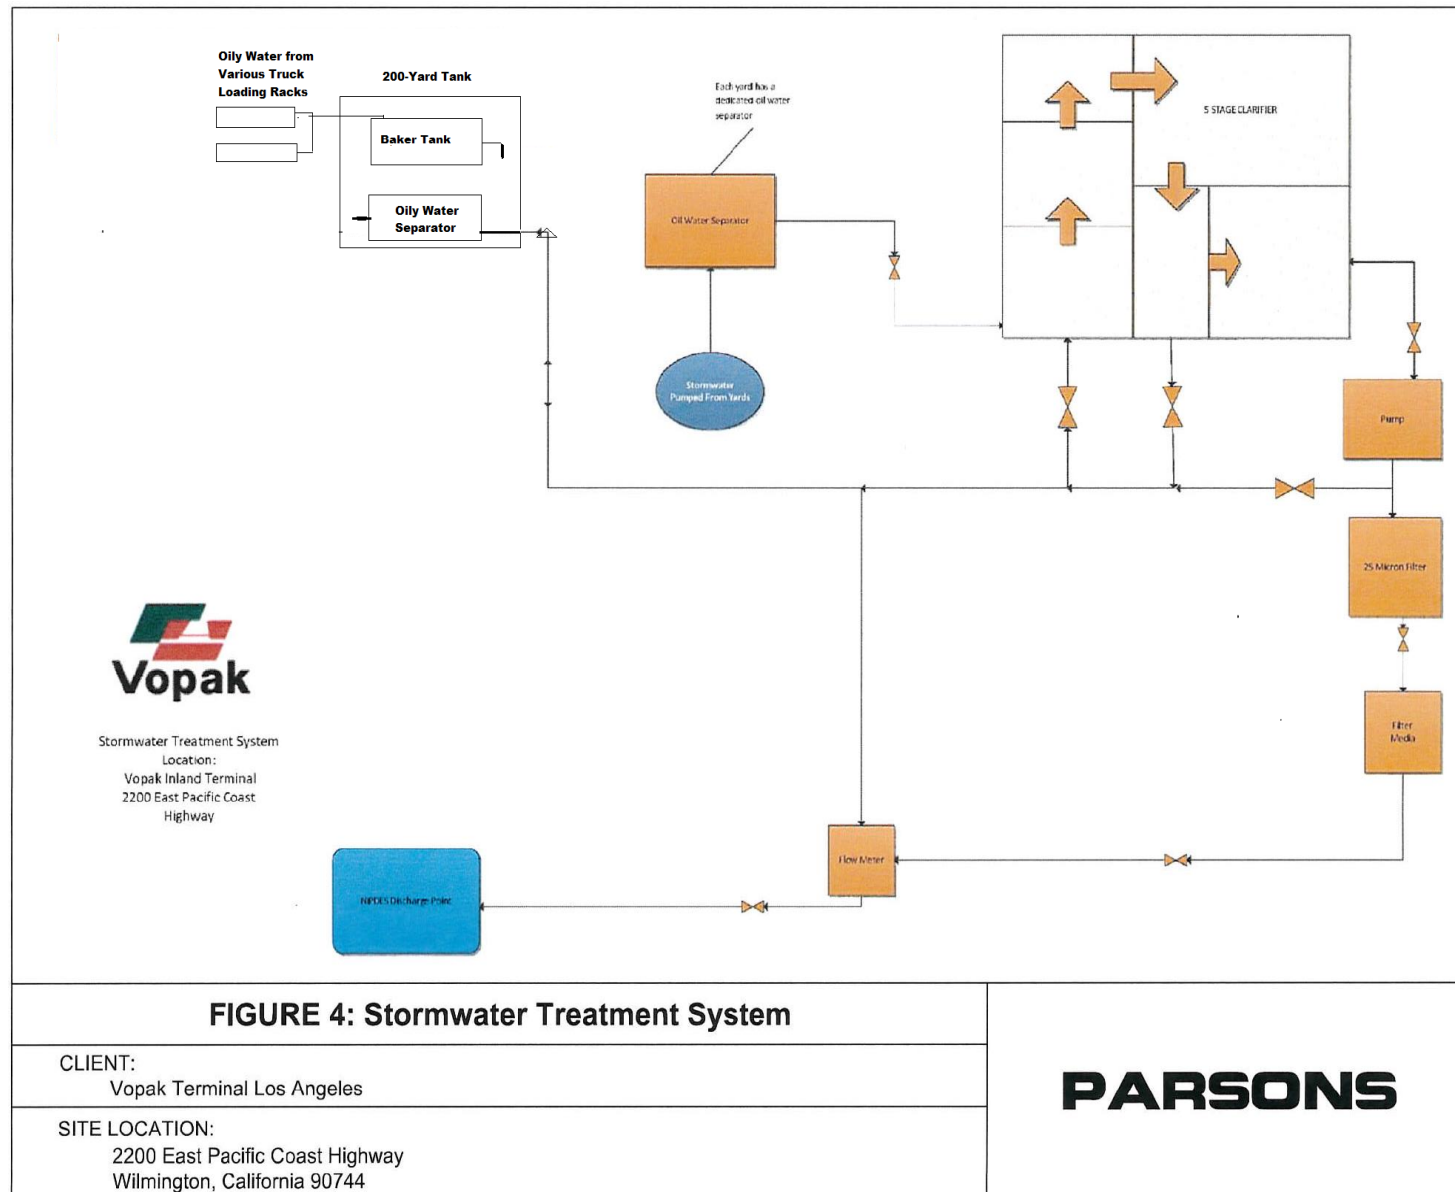 Oily Water from
Various Truck
Loading Racks
200-Yard Tank
Baker Tank
Oily Water
Separator
Each yard has a
dedicated oil water
separator
Oil Water Separator
Stormwater
Pumped From Yards
5 STAGE CLARIFIER
Pump
25 Micron Filter
Filter
Media
Flow Meter
NPDES Discharge Point
Vopak
Stormwater Treatment System
Location:
Vopak Inland Terminal
2200 East Pacific Coast
Highway
FIGURE 4: Stormwater Treatment System
CLIENT:
Vopak Terminal Los Angeles
SITE LOCATION:
2200 East Pacific Coast Highway
Wilmington, California 90744
PARSONS